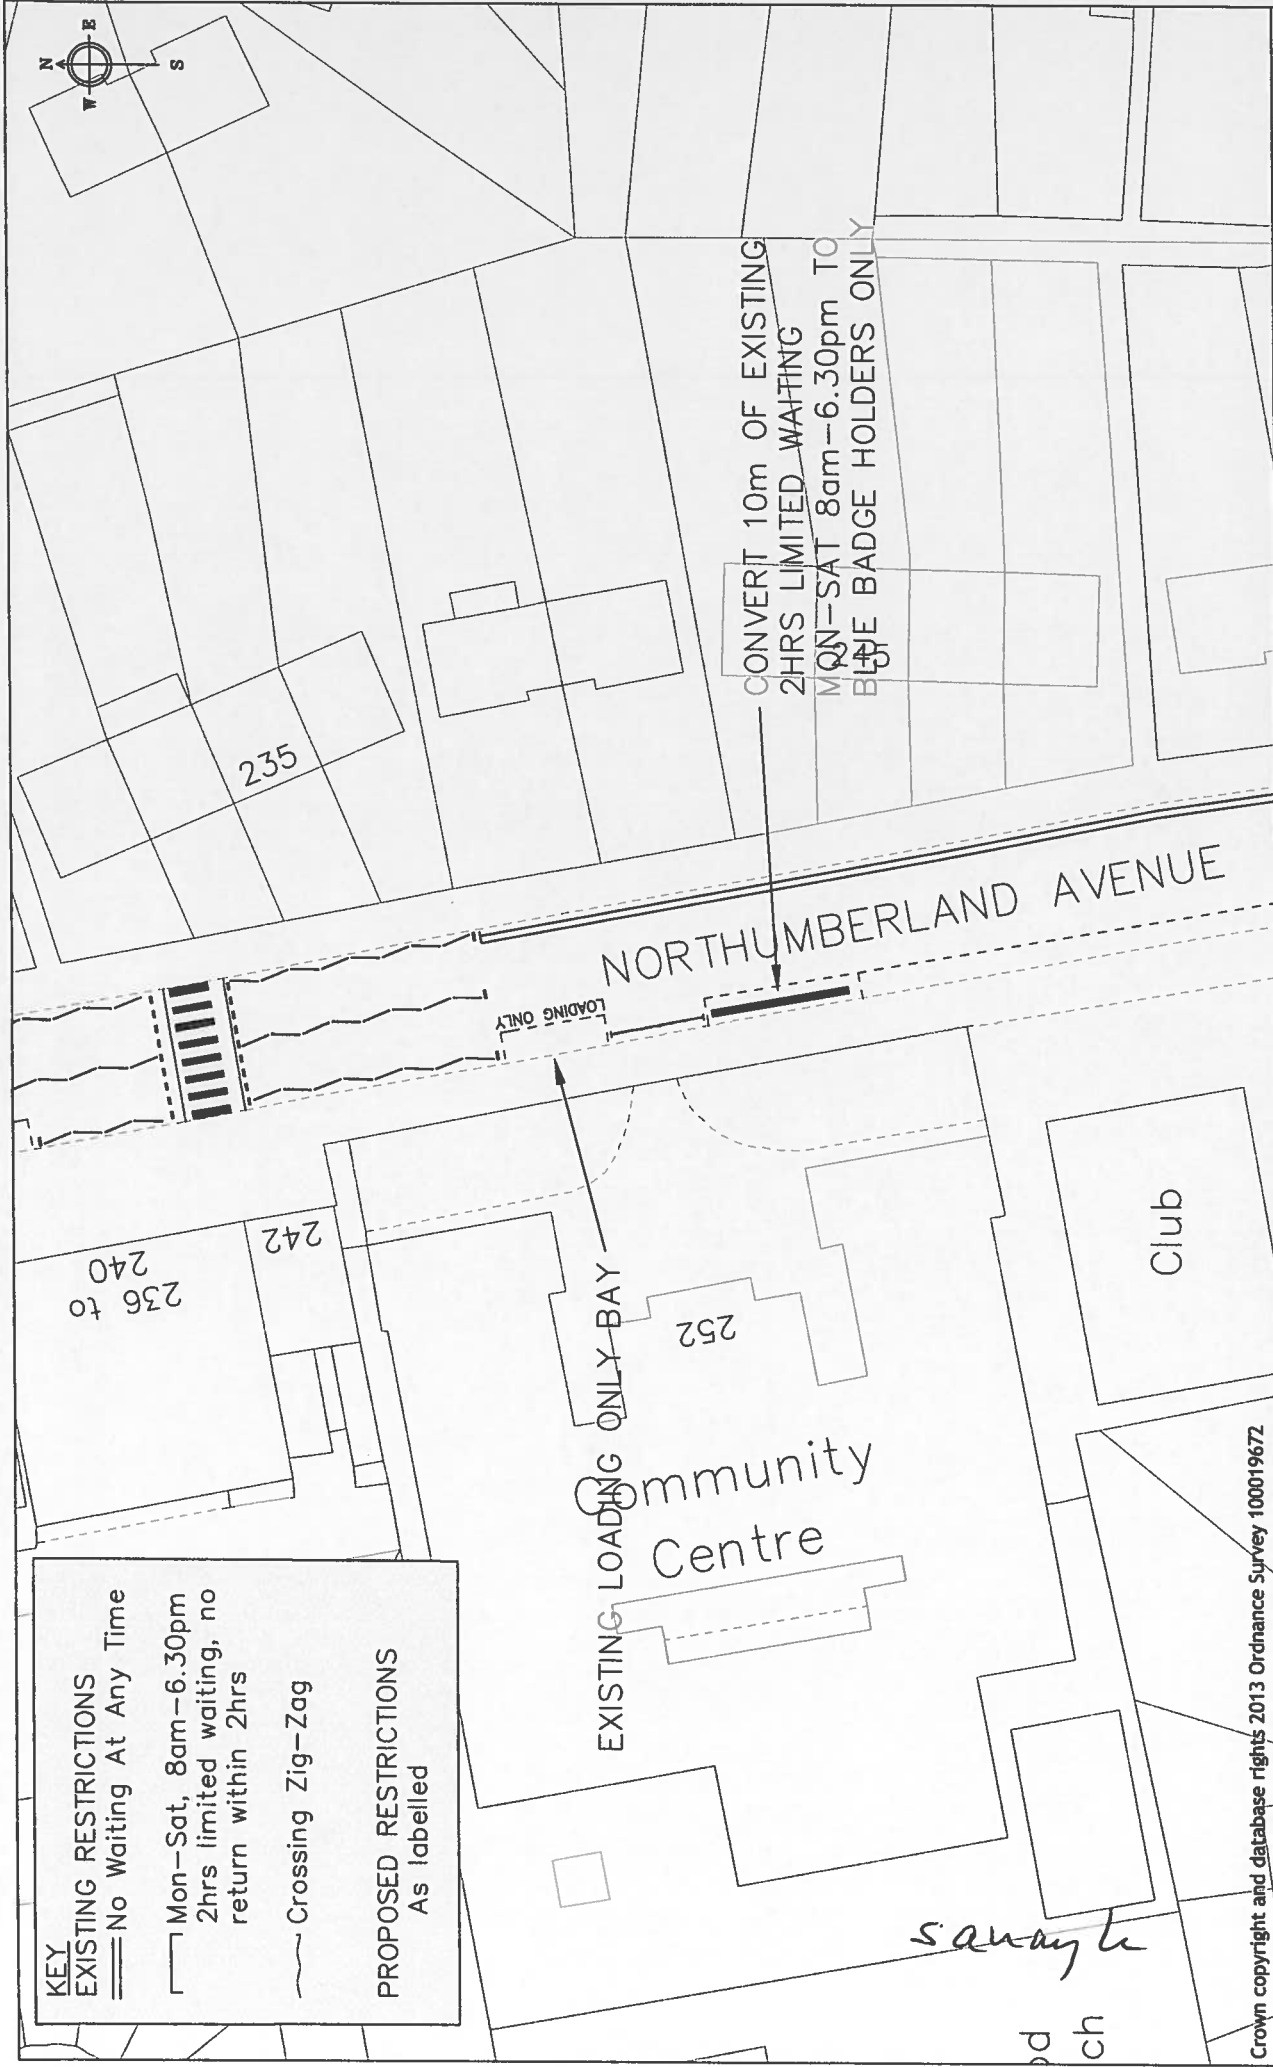 KEY
EXISTING RESTRICTIONS
No Waiting At Any Time
Mon-Sat, 8am-6.30pm
2hrs limited waiting, no
return within 2hrs
Crossing Zig-Zag
PROPOSED RESTRICTIONS
As labelled
N
E
S
W
236 to
240
242
235
EXISTING LOADING ONLY BAY
LOADING ONLY
252
Community
Centre
NORTHUMBERLAND AVENUE
CONVERT 10m OF EXISTING
2HRS LIMITED WAITING
MON-SAT 8am-6.30pm TO
BLUE BADGE HOLDERS ONLY
245
Club
od
ch
Crown copyright and database rights 2013 Ordnance Survey 100019672